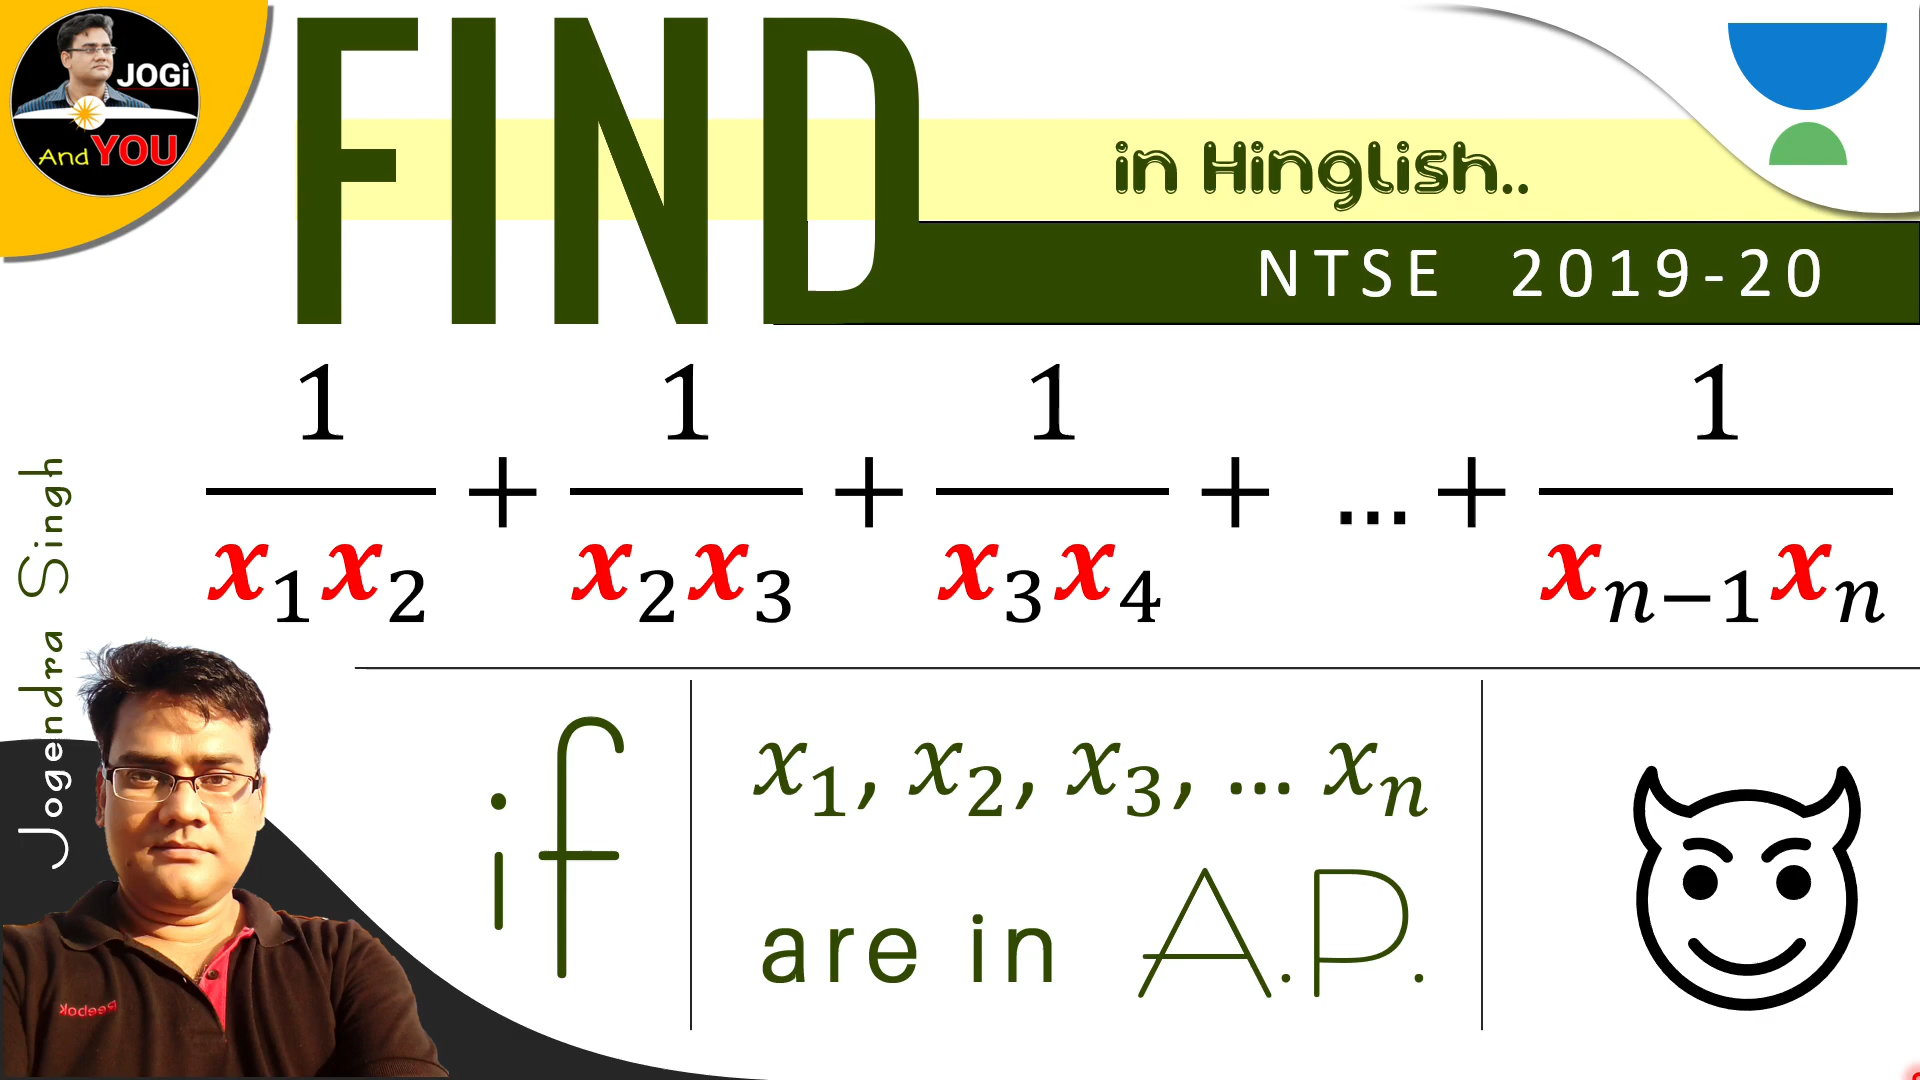 JOGi
And YOU
FIND
in Hinglish..
NTSE 2019-20
1/(x₁x₂) + 1/(x₂x₃) + 1/(x₃x₄) + ... + 1/(xₙ₋₁xₙ)
Jogendra Singh
if
x₁, x₂, x₃, ... xₙ
are in A.P.
Reebok